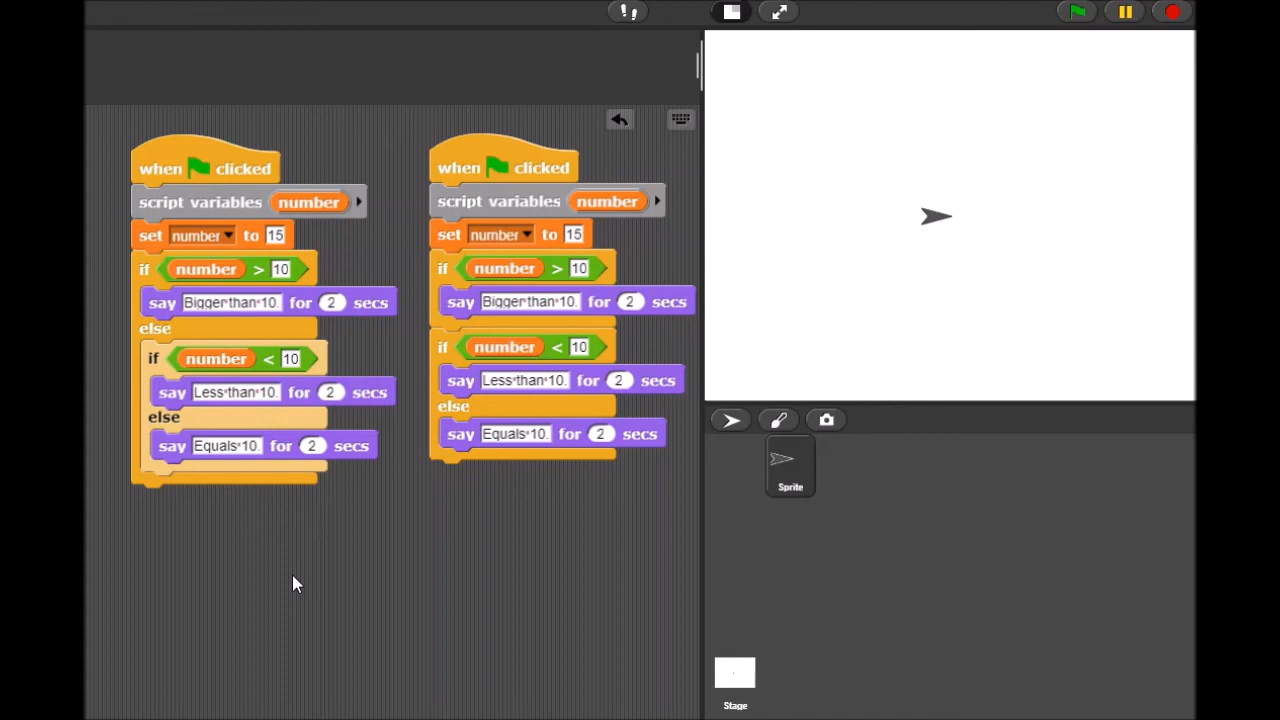 when clicked
script variables number
set number to 15
if number > 10
say Bigger than 10. for 2 secs
else
if number < 10
say Less than 10. for 2 secs
else
say Equals 10. for 2 secs
when clicked
script variables number
set number to 15
if number > 10
say Bigger than 10. for 2 secs
if number < 10
say Less than 10. for 2 secs
else
say Equals 10. for 2 secs
Sprite
Stage